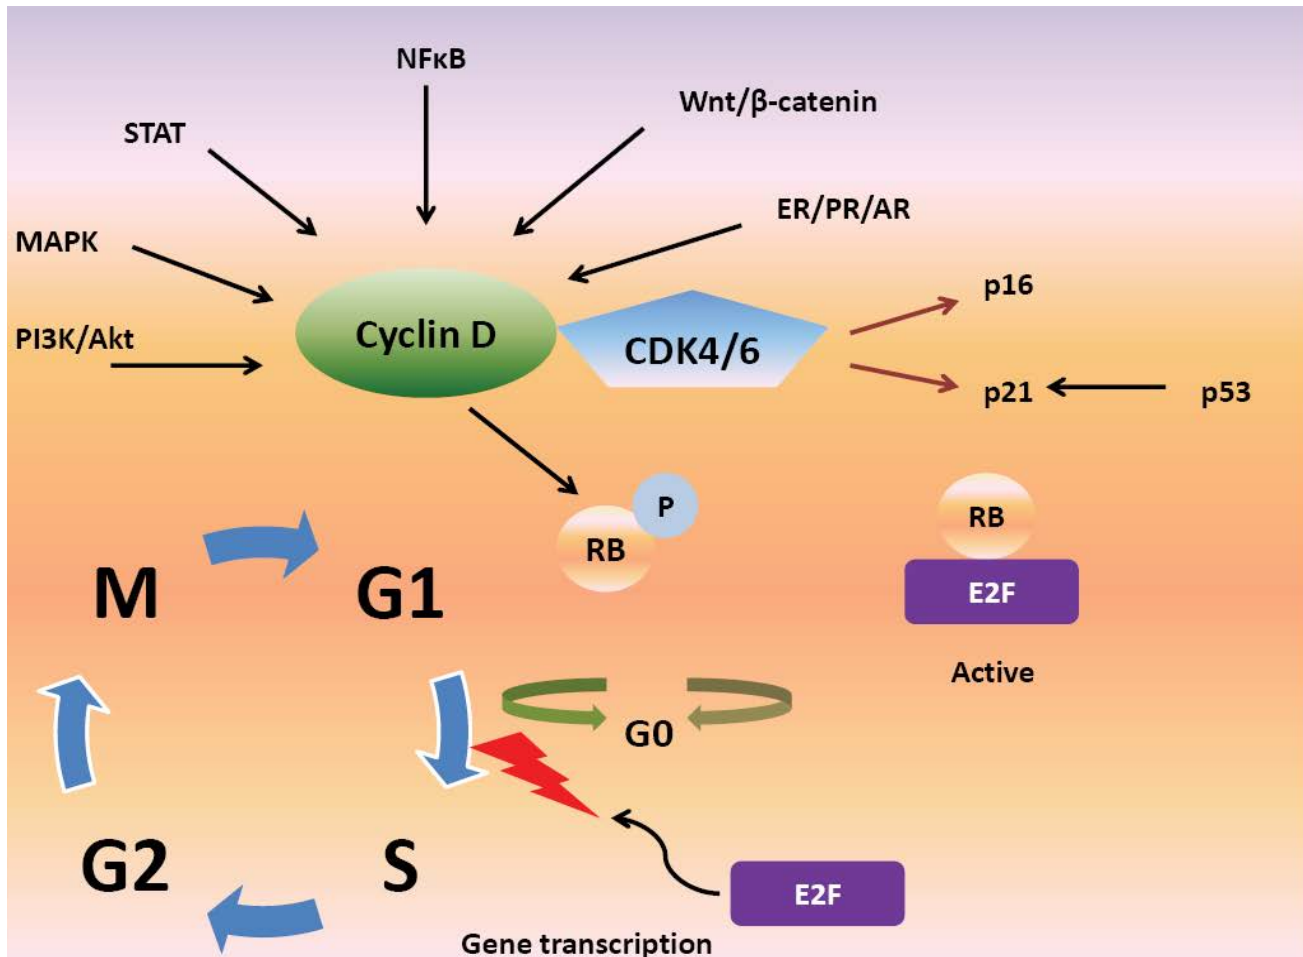 NFκB
Wnt/β-catenin
STAT
ER/PR/AR
MAPK
p16
PI3K/Akt
Cyclin D
CDK4/6
p21
p53
P
RB
RB
E2F
M
G1
Active
G0
G2
S
E2F
Gene transcription